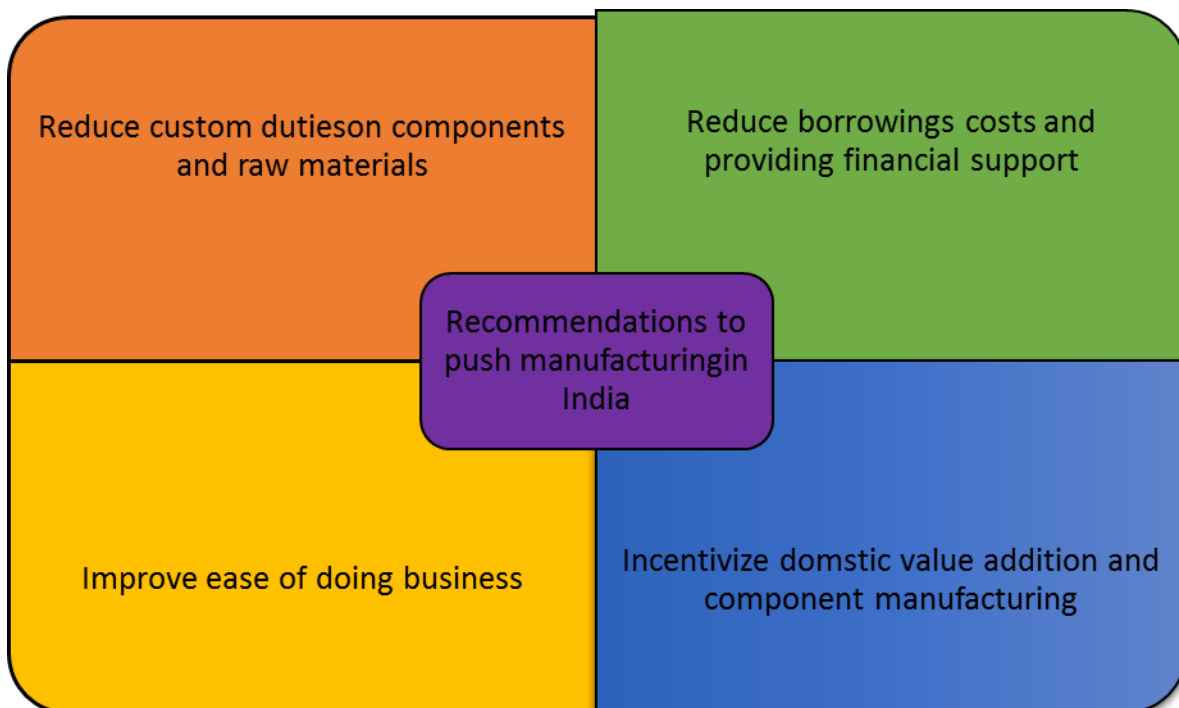 Reduce custom dutieson components
and raw materials
Reduce borrowings costs and
providing financial support
Recommendations to
push manufacturingin
India
Improve ease of doing business
Incentivize domstic value addition and
component manufacturing